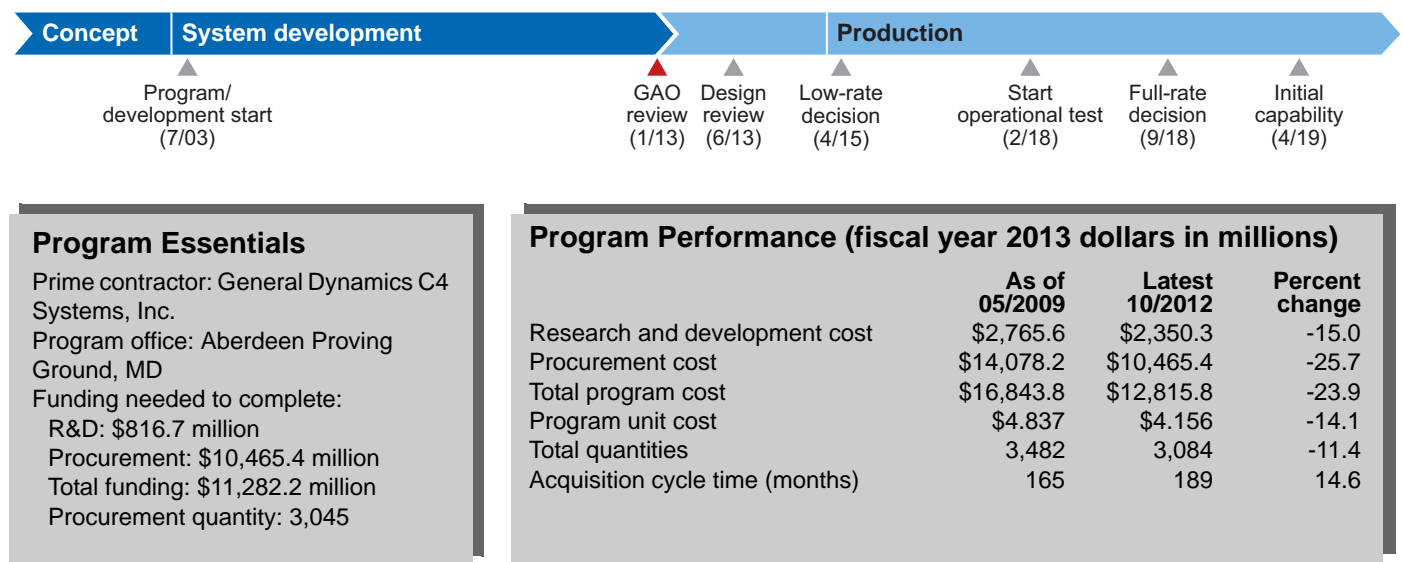 Concept System development Production
Program/
development start
(7/03)
GAO
review
(1/13)
Design
review
(6/13)
Low-rate
decision
(4/15)
Start
operational test
(2/18)
Full-rate
decision
(9/18)
Initial
capability
(4/19)
Program Essentials
Prime contractor: General Dynamics C4
Systems, Inc.
Program office: Aberdeen Proving
Ground, MD
Funding needed to complete:
R&D: $816.7 million
Procurement: $10,465.4 million
Total funding: $11,282.2 million
Procurement quantity: 3,045
Program Performance (fiscal year 2013 dollars in millions)
As of Latest Percent
05/2009 10/2012 change
Research and development cost $2,765.6 $2,350.3 -15.0
Procurement cost $14,078.2 $10,465.4 -25.7
Total program cost $16,843.8 $12,815.8 -23.9
Program unit cost $4.837 $4.156 -14.1
Total quantities 3,482 3,084 -11.4
Acquisition cycle time (months) 165 189 14.6